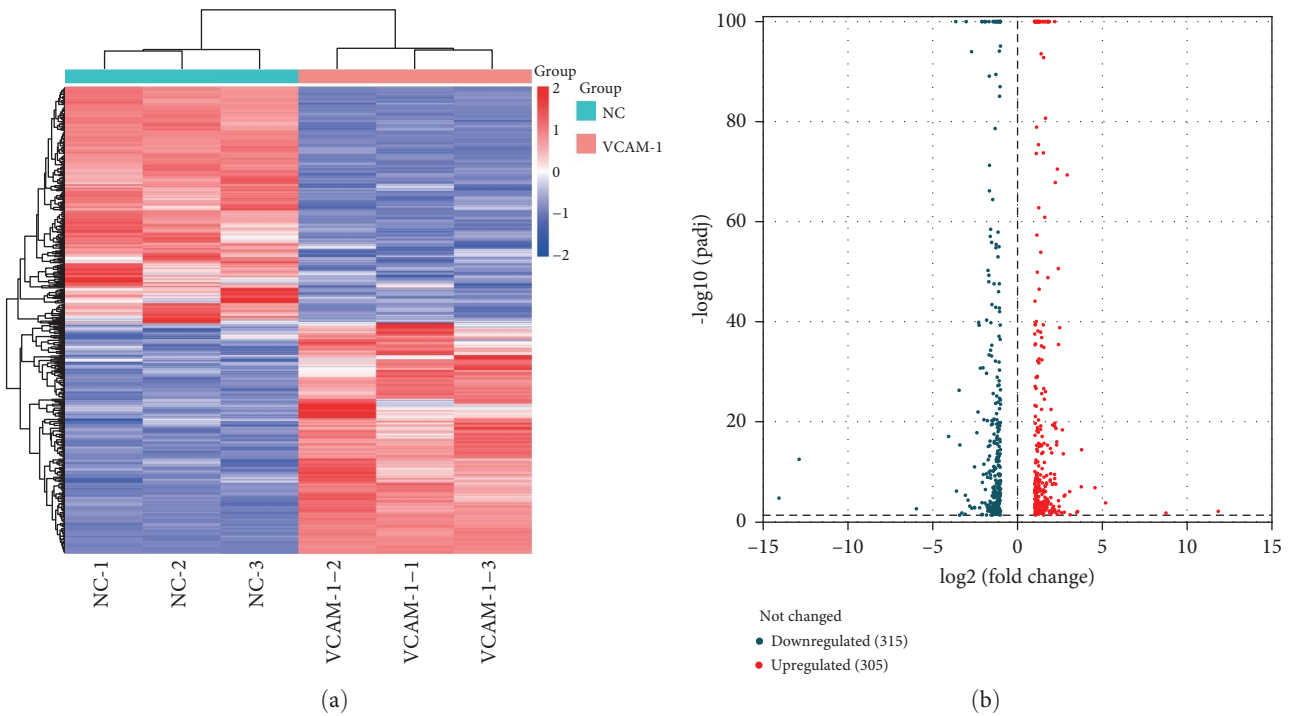 Group
2
1
0
−1
−2
Group
NC
VCAM-1
NC-1
NC-2
NC-3
VCAM-1−2
VCAM-1−1
VCAM-1−3
(a)
-log10 (padj)
100
80
60
40
20
0
−15
−10
−5
0
5
10
15
log2 (fold change)
Not changed
Downregulated (315)
Upregulated (305)
(b)